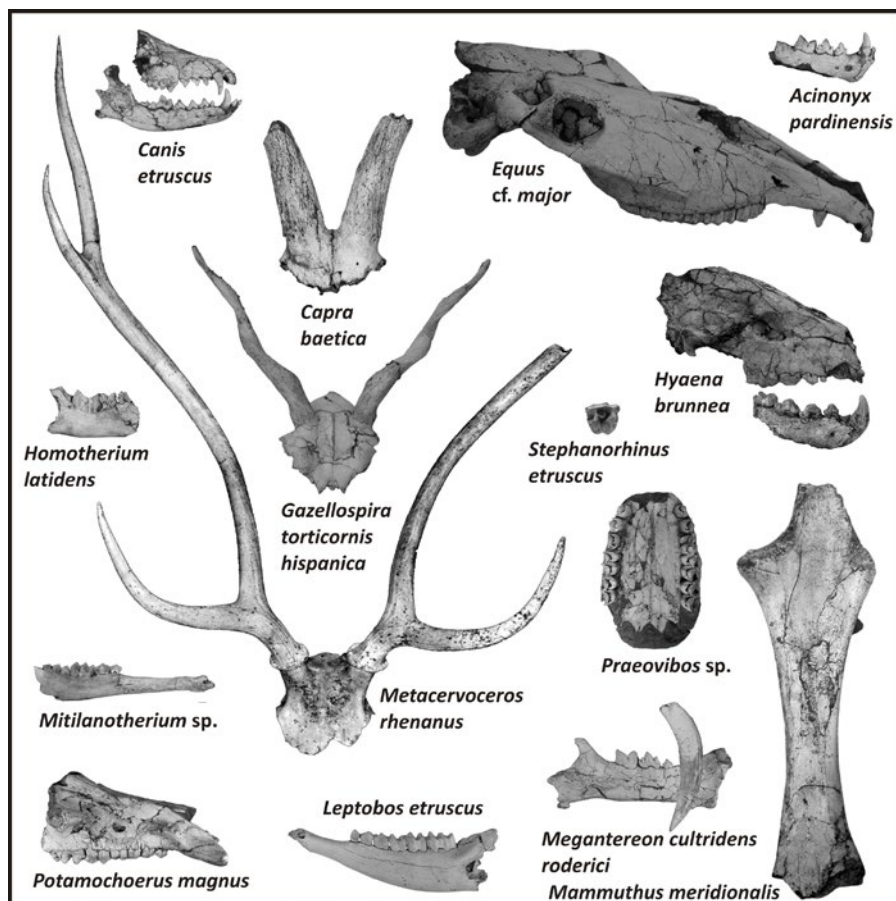 Canis
etruscus
Acinonyx
pardinensis
Equus
cf. major
Capra
baetica
Hyaena
brunnea
Homotherium
latidens
Stephanorhinus
etruscus
Gazellospira
torticornis
hispanica
Praeovibos sp.
Metacervoceros
rhenanus
Mitilanotherium sp.
Leptobos etruscus
Megantereon cultridens
roderici
Potamochoerus magnus
Mammuthus meridionalis